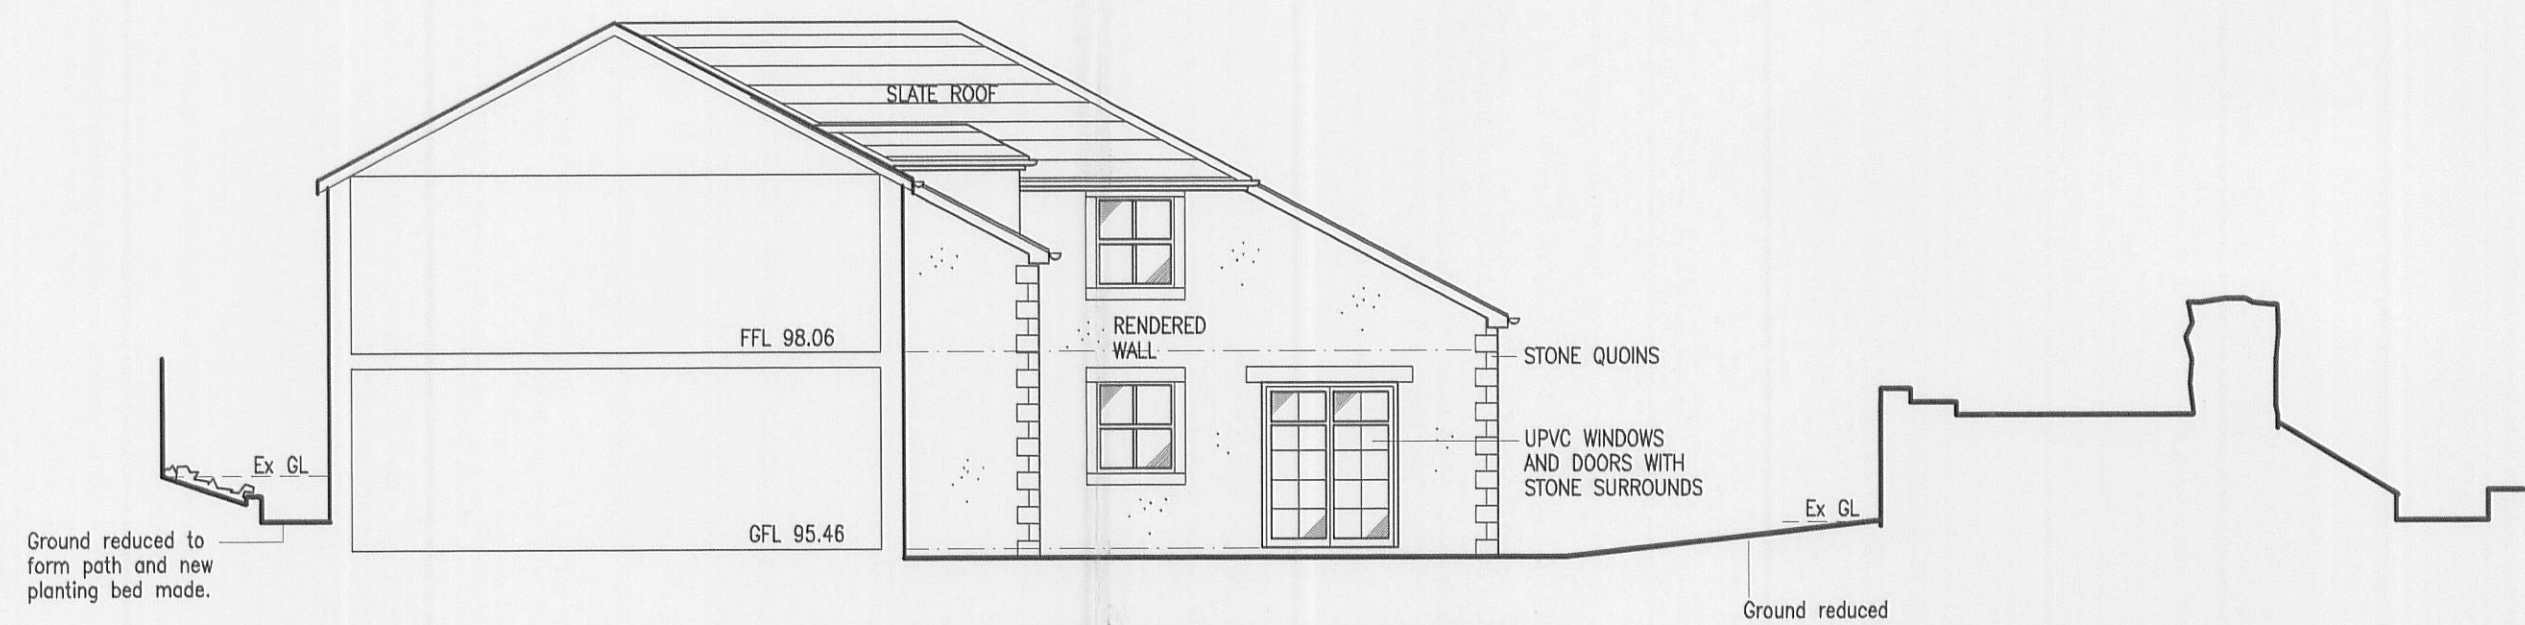 SLATE ROOF
FFL 98.06
RENDERED
WALL
STONE QUOINS
UPVC WINDOWS
AND DOORS WITH
STONE SURROUNDS
Ex GL
Ex GL
GFL 95.46
Ground reduced to
form path and new
planting bed made.
Ground reduced